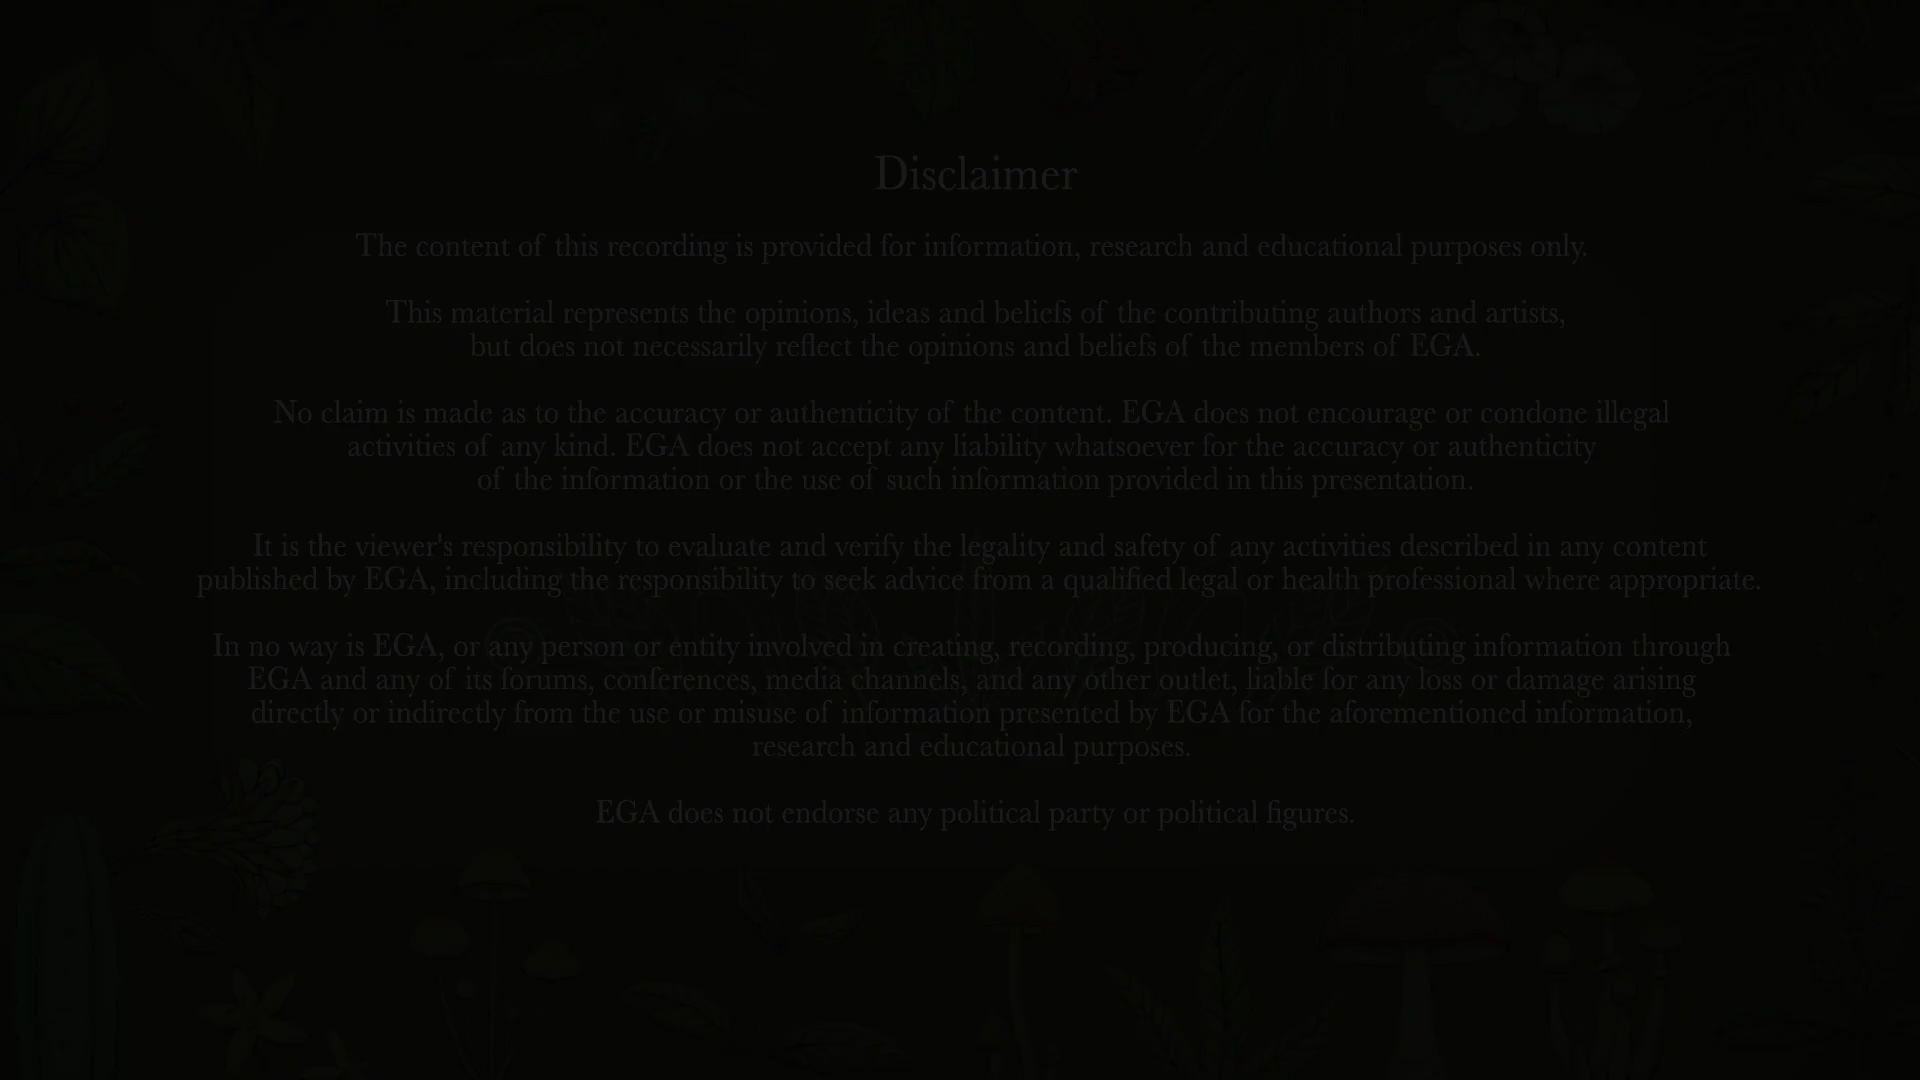 Disclaimer
The content of this recording is provided for information, research and educational purposes only.
This material represents the opinions, ideas and beliefs of the contributing authors and artists,
but does not necessarily reflect the opinions and beliefs of the members of EGA.
No claim is made as to the accuracy or authenticity of the content. EGA does not encourage or condone illegal
activities of any kind. EGA does not accept any liability whatsoever for the accuracy or authenticity
of the information or the use of such information provided in this presentation.
It is the viewer's responsibility to evaluate and verify the legality and safety of any activities described in any content
published by EGA, including the responsibility to seek advice from a qualified legal or health professional where appropriate.
In no way is EGA, or any person or entity involved in creating, recording, producing, or distributing information through
EGA and any of its forums, conferences, media channels, and any other outlet, liable for any loss or damage arising
directly or indirectly from the use or misuse of information presented by EGA for the aforementioned information,
research and educational purposes.
EGA does not endorse any political party or political figures.